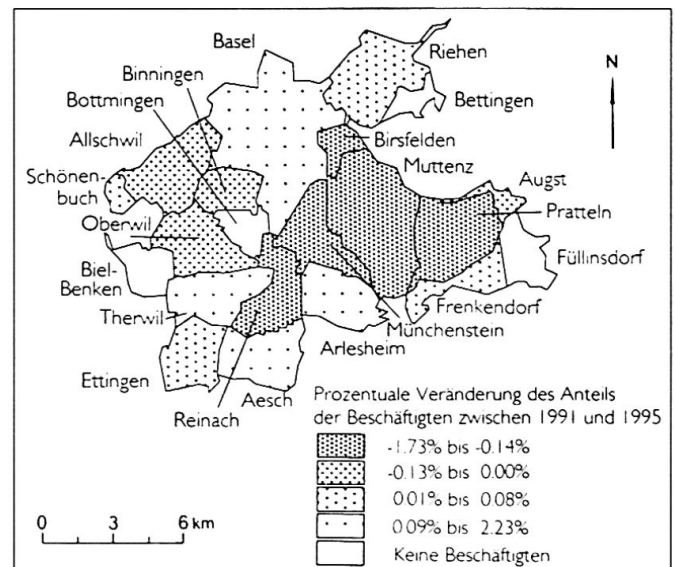 Basel
Riehen
Binningen
Bettingen
N
Bottmingen
Birsfelden
Allschwil
Muttenz
Schönen-
buch
Augst
Pratteln
Oberwil
Füllinsdorf
Biel-
Benken
Frenkendorf
Therwil
Münchenstein
Arlesheim
Ettingen
Aesch
Reinach
Prozentuale Veränderung des Anteils
der Beschäftigten zwischen 1991 und 1995
-1.73% bis -0.14%
-0.13% bis 0.00%
0.01% bis 0.08%
0.09% bis 2.23%
Keine Beschäftigten
0 3 6 km